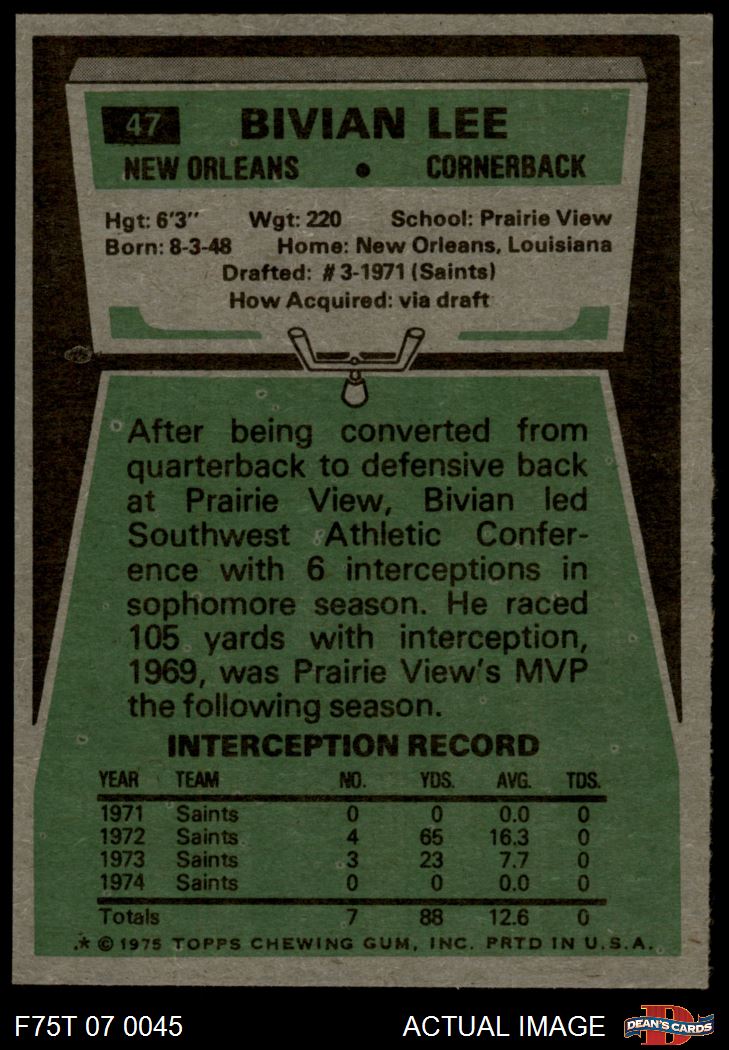 47 BIVIAN LEE
NEW ORLEANS • CORNERBACK
Hgt: 6'3" Wgt: 220 School: Prairie View
Born: 8-3-48 Home: New Orleans, Louisiana
Drafted: #3-1971 (Saints)
How Acquired: via draft
After being converted from
quarterback to defensive back
at Prairie View, Bivian led
Southwest Athletic Confer-
ence with 6 interceptions in
sophomore season. He raced
105 yards with interception,
1969, was Prairie View's MVP
the following season.
INTERCEPTION RECORD
YEAR TEAM NO. YDS. AVG. TDS.
1971 Saints 0 0 0.0 0
1972 Saints 4 65 16.3 0
1973 Saints 3 23 7.7 0
1974 Saints 0 0 0.0 0
Totals 7 88 12.6 0
.* © 1975 TOPPS CHEWING GUM, INC. PRTD IN U.S.A.
F75T 07 0045 ACTUAL IMAGE D DEAN'S CARDS